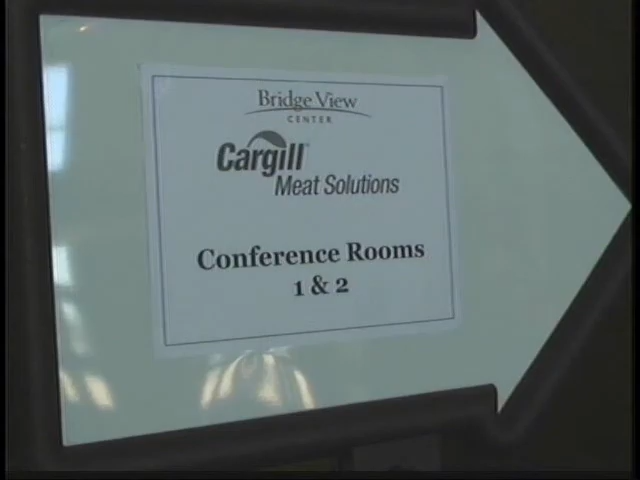 Bridge View
CENTER
Cargill
Meat Solutions
Conference Rooms
1 & 2